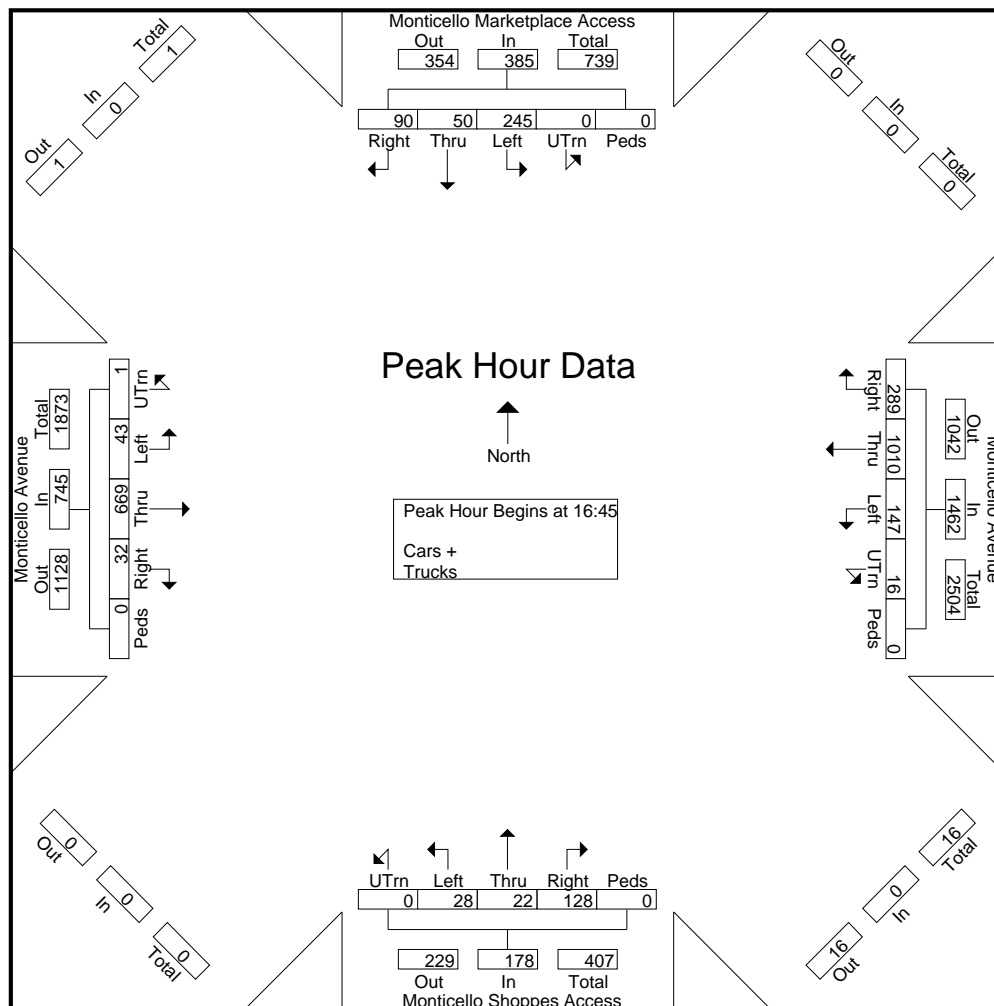 Monticello Marketplace Access
Out In Total
354 385 739
90 50 245 0 0
Right Thru Left UTrn Peds
Total
1
In
0
Out
1
Out
0
In
0
Total
0
Peak Hour Data
North
Peak Hour Begins at 16:45
Cars +
Trucks
Monticello Avenue
Out In Total
1128 745 1873
0 32 669 43 1
Peds Right Thru Left UTrn
Monticello Avenue
Out In Total
1042 1462 2504
289 1010 147 16 0
Right Thru Left UTrn Peds
Out
0
In
0
Total
0
16
Total
0
In
16
Out
UTrn Left Thru Right Peds
0 28 22 128 0
229 178 407
Out In Total
Monticello Shoppes Access